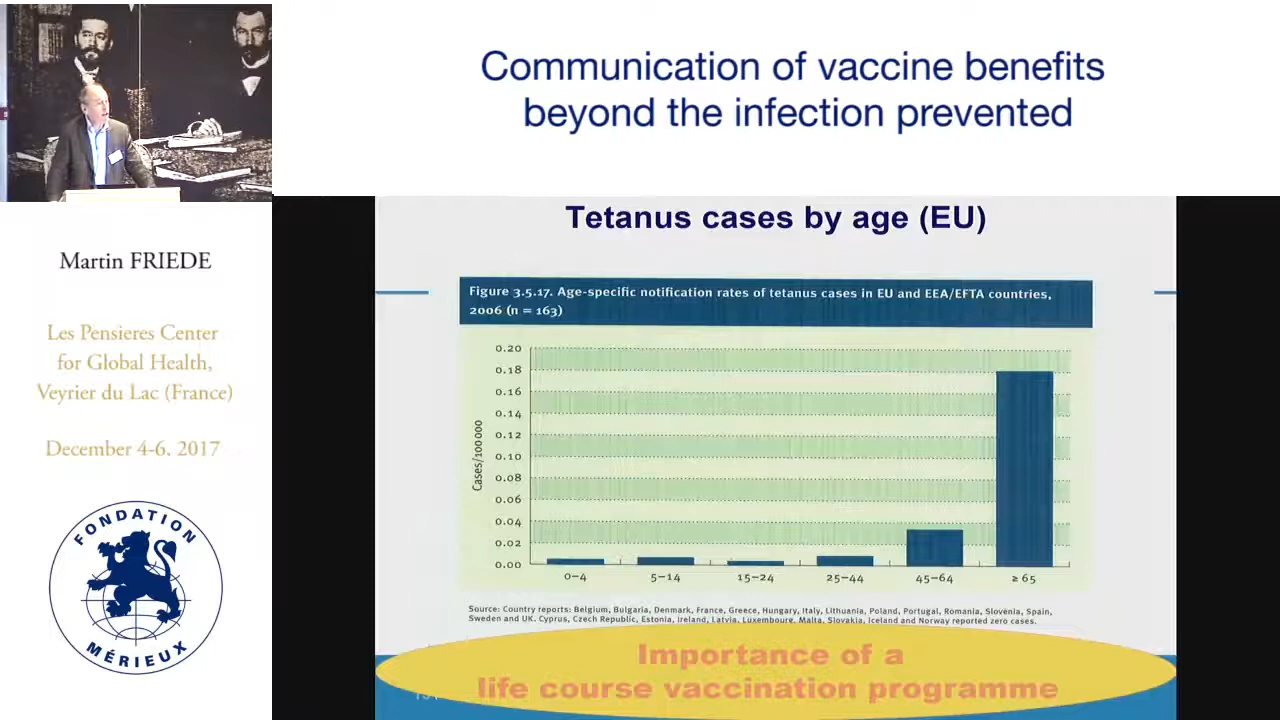 Communication of vaccine benefits
beyond the infection prevented
Martin FRIEDE
Les Pensieres Center
for Global Health,
Veyrier du Lac (France)
December 4-6, 2017
FONDATION
MÉRIEUX
Tetanus cases by age (EU)
Figure 3.5.17. Age-specific notification rates of tetanus cases in EU and EEA/EFTA countries,
2006 (n = 163)
Cases/100 000
0.20
0.18
0.16
0.14
0.12
0.10
0.08
0.06
0.04
0.02
0.00
0–4 5–14 15–24 25–44 45–64 ≥ 65
Source: Country reports: Belgium, Bulgaria, Denmark, France, Greece, Hungary, Italy, Lithuania, Poland, Portugal, Romania, Slovenia, Spain,
Sweden and UK. Cyprus, Czech Republic, Estonia, Ireland, Latvia, Luxembourg, Malta, Slovakia, Iceland and Norway reported zero cases.
Importance of a
life course vaccination programme